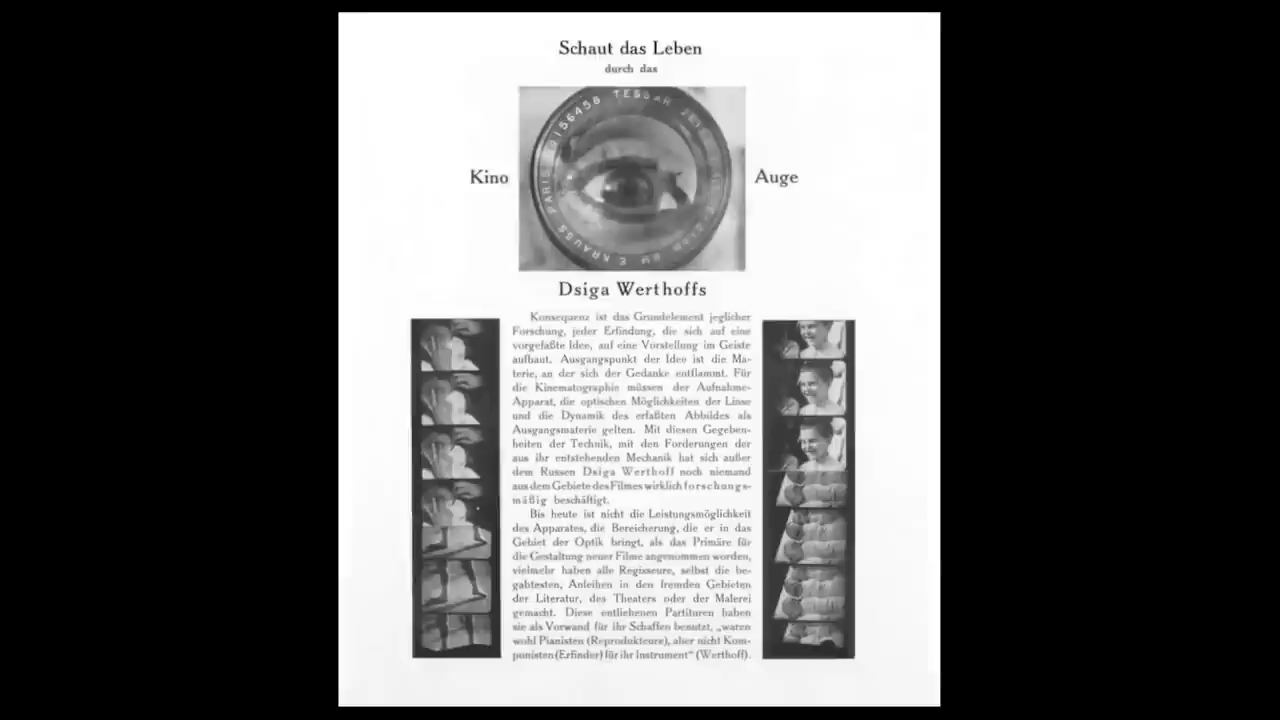 Schaut das Leben
durch das
156458 TESSAR
PARIS
E. KRAUSS
Kino
Auge
Dsiga Werthoffs
Konsequenz ist das Grundelement jeglicher
Forschung, jeder Erfindung, die sich auf eine
vorgefaßte Idee, auf eine Vorstellung im Geiste
aufbaut. Ausgangspunkt der Idee ist die Ma-
terie, an der sich der Gedanke entflammt. Für
die Kinematographie müssen der Aufnahme-
Apparat, die optischen Möglichkeiten der Linse
und die Dynamik des erfaßten Abbildes als
Ausgangsmaterie gelten. Mit diesen Gegeben-
heiten der Technik, mit den Forderungen der
aus ihr entstehenden Mechanik hat sich außer
dem Russen Dsiga Werthoff noch niemand
aus dem Gebiete des Filmes wirklich forschungs-
mäßig beschäftigt.
Bis heute ist nicht die Leistungsmöglichkeit
des Apparates, die Bereicherung, die er in das
Gebiet der Optik bringt, als das Primäre für
die Gestaltung neuer Filme angenommen worden,
vielmehr haben alle Regisseure, selbst die be-
gabtesten, Anleihen in den fremden Gebieten
der Literatur, des Theaters oder der Malerei
gemacht. Diese entliehenen Partituren haben
sie als Vorwand für ihr Schaffen benutzt, „waren
wohl Pianisten (Reprodukteure), aber nicht Kom-
ponisten (Erfinder) für ihr Instrument“ (Werthoff).